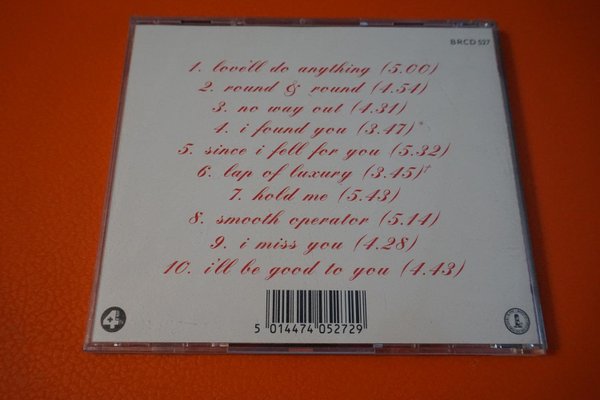 BRCD 527
1. love'll do anything (5.00)
2. round & round (4.54)
3. no way out (4.31)
4. i found you (3.47)*
5. since i fell for you (5.32)
6. lap of luxury (3.45)†
7. hold me (5.43)
8. smooth operator (5.14)
9. i miss you (4.28)
10. i'll be good to you (4.43)
4
5 014474 052729